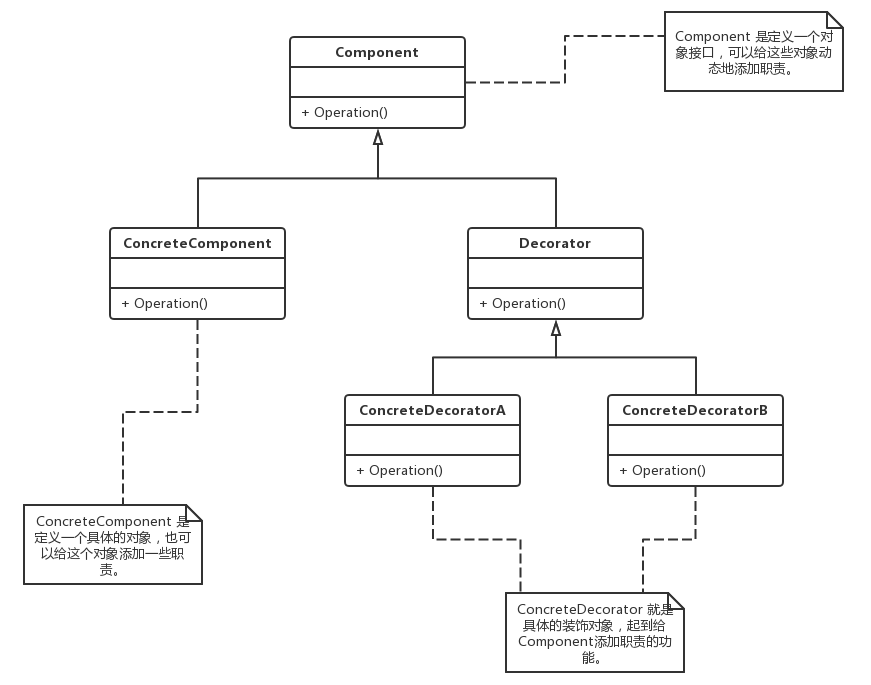 Component 是定义一个对
象接口，可以给这些对象动
态地添加职责。
Component
+ Operation()
ConcreteComponent
+ Operation()
Decorator
+ Operation()
ConcreteDecoratorA
+ Operation()
ConcreteDecoratorB
+ Operation()
ConcreteComponent 是
定义一个具体的对象，也可
以给这个对象添加一些职
责。
ConcreteDecorator 就是
具体的装饰对象，起到给
Component添加职责的功
能。